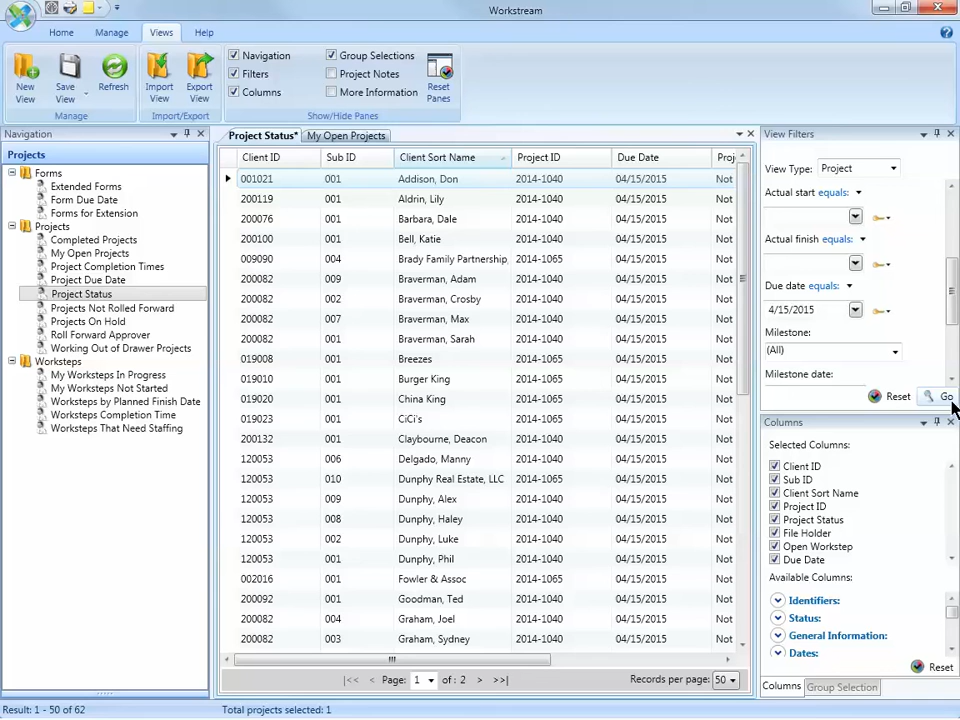 Workstream
Home Manage Views Help
New View
Save View
Refresh
Import View
Export View
Navigation
Filters
Columns
Group Selections
Project Notes
More Information
Reset Panes
Manage
Import/Export
Show/Hide Panes
Navigation
Projects
Forms
Extended Forms
Form Due Date
Forms for Extension
Projects
Completed Projects
My Open Projects
Project Completion Times
Project Due Date
Project Status
Projects Not Rolled Forward
Projects On Hold
Roll Forward Approver
Working Out of Drawer Projects
Worksteps
My Worksteps In Progress
My Worksteps Not Started
Worksteps by Planned Finish Date
Worksteps Completion Time
Worksteps That Need Staffing
Project Status* My Open Projects
Client ID Sub ID Client Sort Name Project ID Due Date Proj
001021 001 Addison, Don 2014-1040 04/15/2015 Not
200119 001 Aldrin, Lily 2014-1040 04/15/2015 Not
200076 001 Barbara, Dale 2014-1040 04/15/2015 Not
200100 001 Bell, Katie 2014-1040 04/15/2015 Not
009090 004 Brady Family Partnership, 2014-1065 04/15/2015 Not
200082 009 Braverman, Adam 2014-1040 04/15/2015 Not
200082 002 Braverman, Crosby 2014-1040 04/15/2015 Not
200082 007 Braverman, Max 2014-1040 04/15/2015 Not
200082 001 Braverman, Sarah 2014-1040 04/15/2015 Not
019008 001 Breezes 2014-1065 04/15/2015 Not
019010 001 Burger King 2014-1065 04/15/2015 Not
019020 001 China King 2014-1065 04/15/2015 Not
019023 001 CiCi's 2014-1065 04/15/2015 Not
200132 001 Claybourne, Deacon 2014-1040 04/15/2015 Not
120053 006 Delgado, Manny 2014-1040 04/15/2015 Not
120053 010 Dunphy Real Estate, LLC 2014-1065 04/15/2015 Not
120053 009 Dunphy, Alex 2014-1040 04/15/2015 Not
120053 008 Dunphy, Haley 2014-1040 04/15/2015 Not
120053 002 Dunphy, Luke 2014-1040 04/15/2015 Not
120053 001 Dunphy, Phil 2014-1040 04/15/2015 Not
002016 001 Fowler & Assoc 2014-1065 04/15/2015 Not
200092 001 Goodman, Ted 2014-1040 04/15/2015 Not
200082 004 Graham, Joel 2014-1040 04/15/2015 Not
200082 003 Graham, Sydney 2014-1040 04/15/2015 Not
Page: 1 of: 2
Records per page: 50
View Filters
View Type: Project
Actual start equals:
Actual finish equals:
Due date equals:
4/15/2015
Milestone:
(All)
Milestone date:
Reset Go
Columns
Selected Columns:
Client ID
Sub ID
Client Sort Name
Project ID
Project Status
File Holder
Open Workstep
Due Date
Available Columns:
Identifiers:
Status:
General Information:
Dates:
Reset
Columns Group Selection
Result: 1 - 50 of 62 Total projects selected: 1